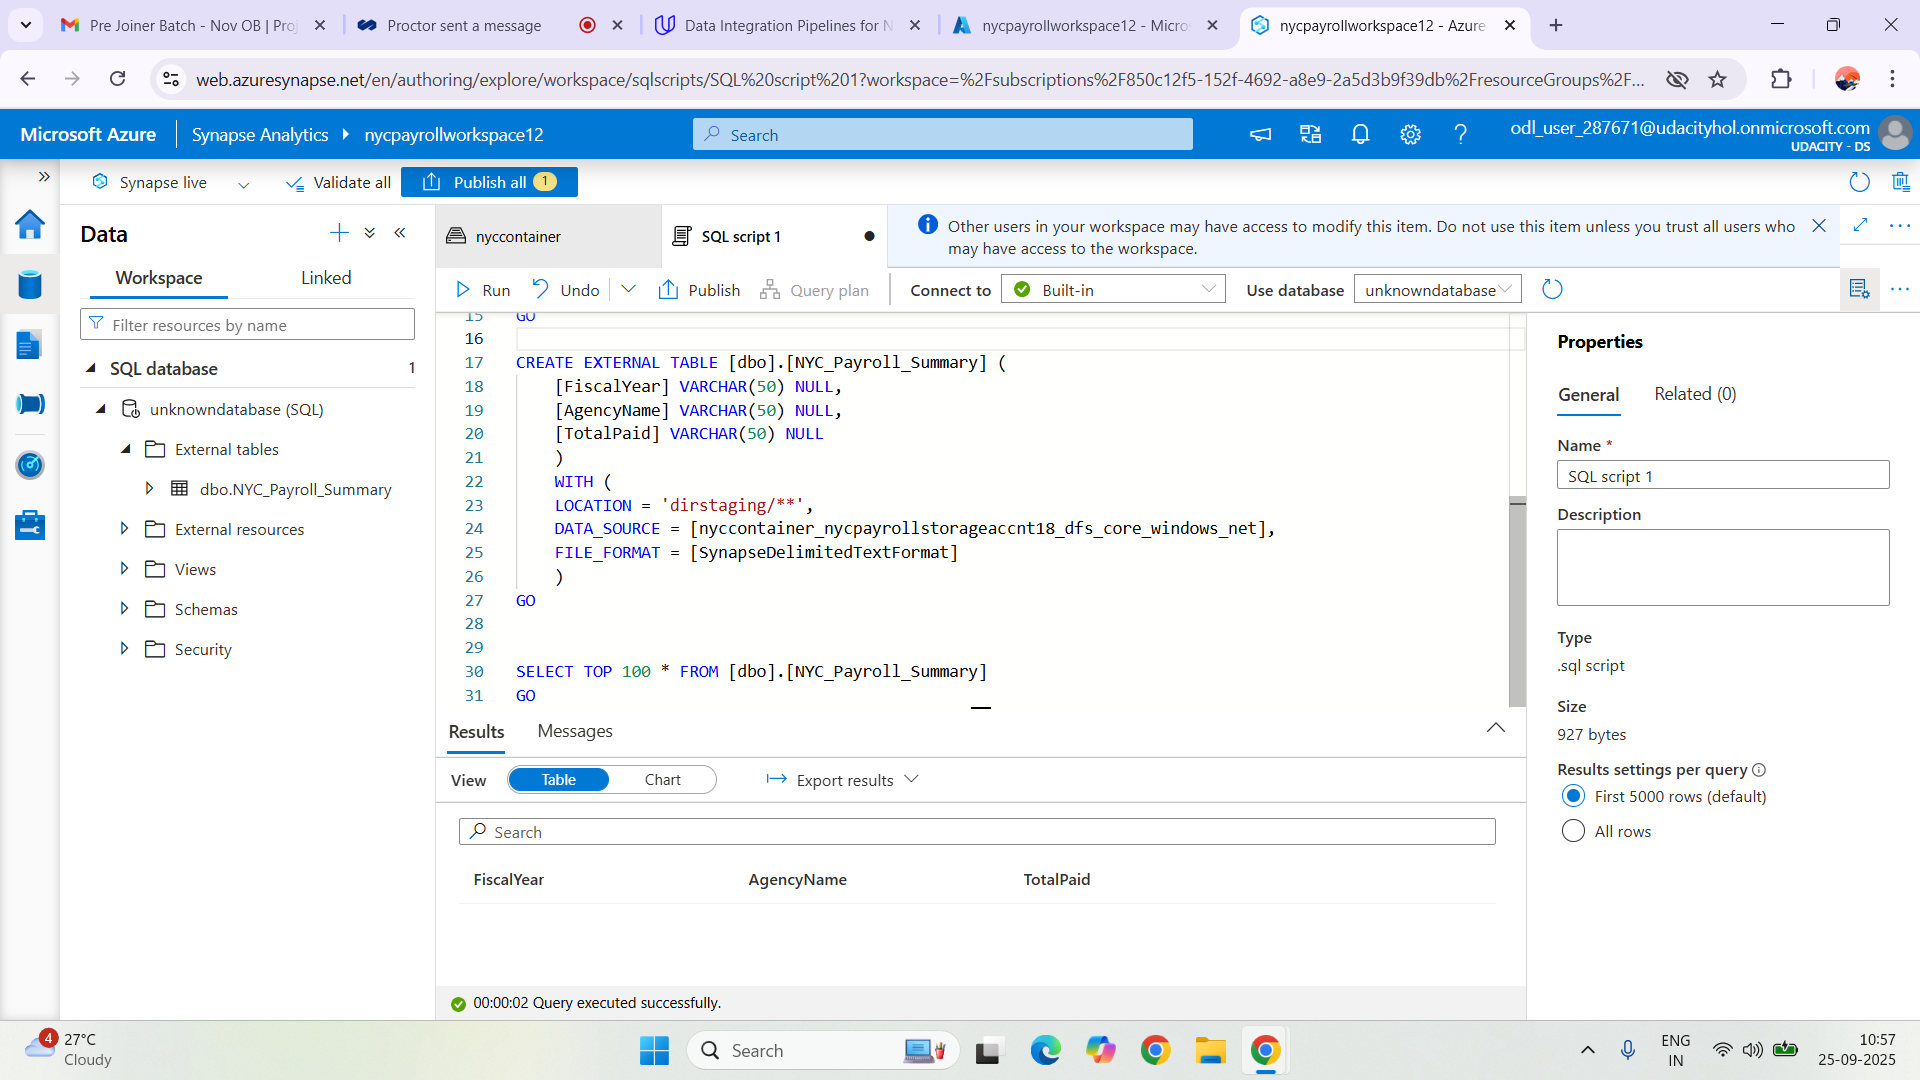 Pre Joiner Batch - Nov OB | Proj
Proctor sent a message
Data Integration Pipelines for N
nycpayrollworkspace12 - Micros
nycpayrollworkspace12 - Azure
web.azuresynapse.net/en/authoring/explore/workspace/sqlscripts/SQL%20script%201?workspace=%2Fsubscriptions%2F850c12f5-152f-4692-a8e9-2a5d3b9f39db%2FresourceGroups%2F...
Microsoft Azure
Synapse Analytics
nycpayrollworkspace12
Search
odl_user_287671@udacityhol.onmicrosoft.com
UDACITY - DS
Synapse live
Validate all
Publish all 1
Data
Workspace
Linked
Filter resources by name
SQL database 1
unknowndatabase (SQL)
External tables
dbo.NYC_Payroll_Summary
External resources
Views
Schemas
Security
nyccontainer
SQL script 1
Other users in your workspace may have access to modify this item. Do not use this item unless you trust all users who
may have access to the workspace.
Run
Undo
Publish
Query plan
Connect to
Built-in
Use database
unknowndatabase
15 GO
16
17 CREATE EXTERNAL TABLE [dbo].[NYC_Payroll_Summary] (
18 [FiscalYear] VARCHAR(50) NULL,
19 [AgencyName] VARCHAR(50) NULL,
20 [TotalPaid] VARCHAR(50) NULL
21 )
22 WITH (
23 LOCATION = 'dirstaging/**',
24 DATA_SOURCE = [nyccontainer_nycpayrollstorageaccnt18_dfs_core_windows_net],
25 FILE_FORMAT = [SynapseDelimitedTextFormat]
26 )
27 GO
28
29
30 SELECT TOP 100 * FROM [dbo].[NYC_Payroll_Summary]
31 GO
Results
Messages
View
Table
Chart
Export results
Search
FiscalYear
AgencyName
TotalPaid
00:00:02 Query executed successfully.
Properties
General
Related (0)
Name *
SQL script 1
Description
Type
.sql script
Size
927 bytes
Results settings per query
First 5000 rows (default)
All rows
4
27°C
Cloudy
Search
ENG
IN
10:57
25-09-2025